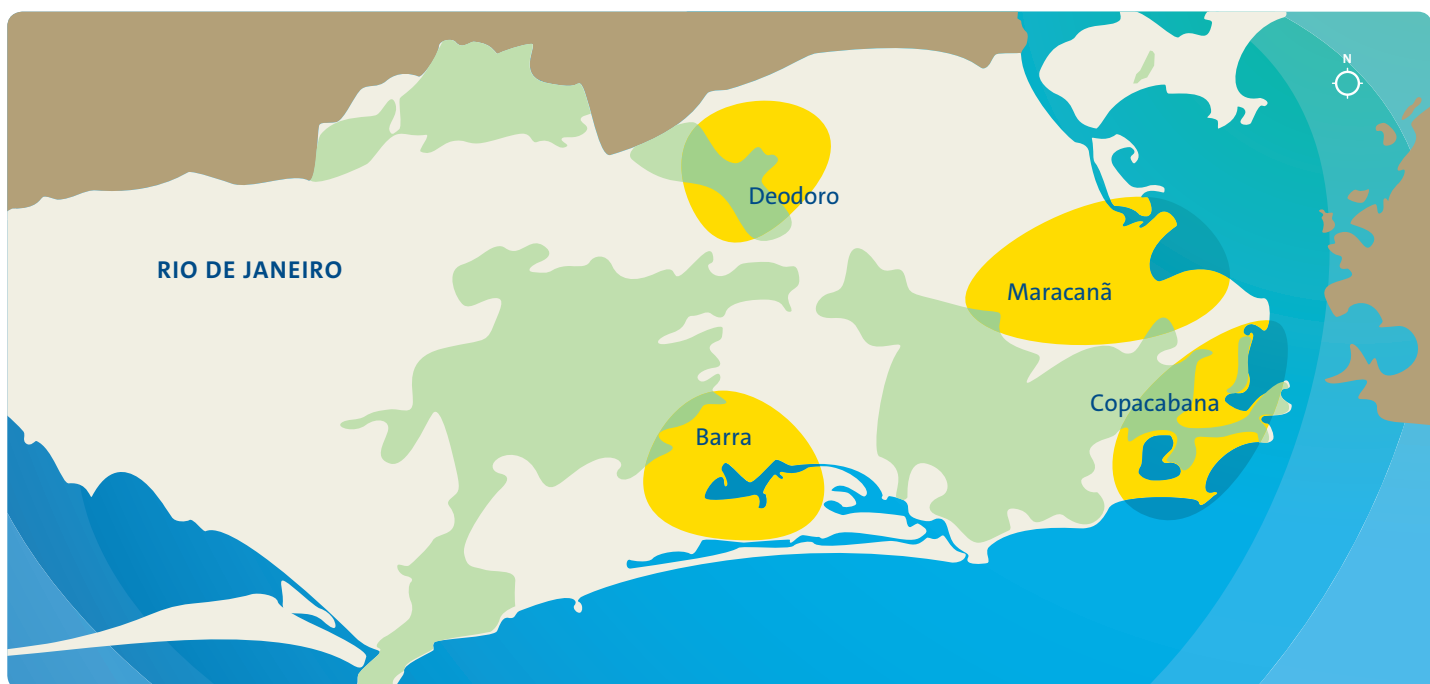 N
Deodoro
RIO DE JANEIRO
Maracanã
Copacabana
Barra